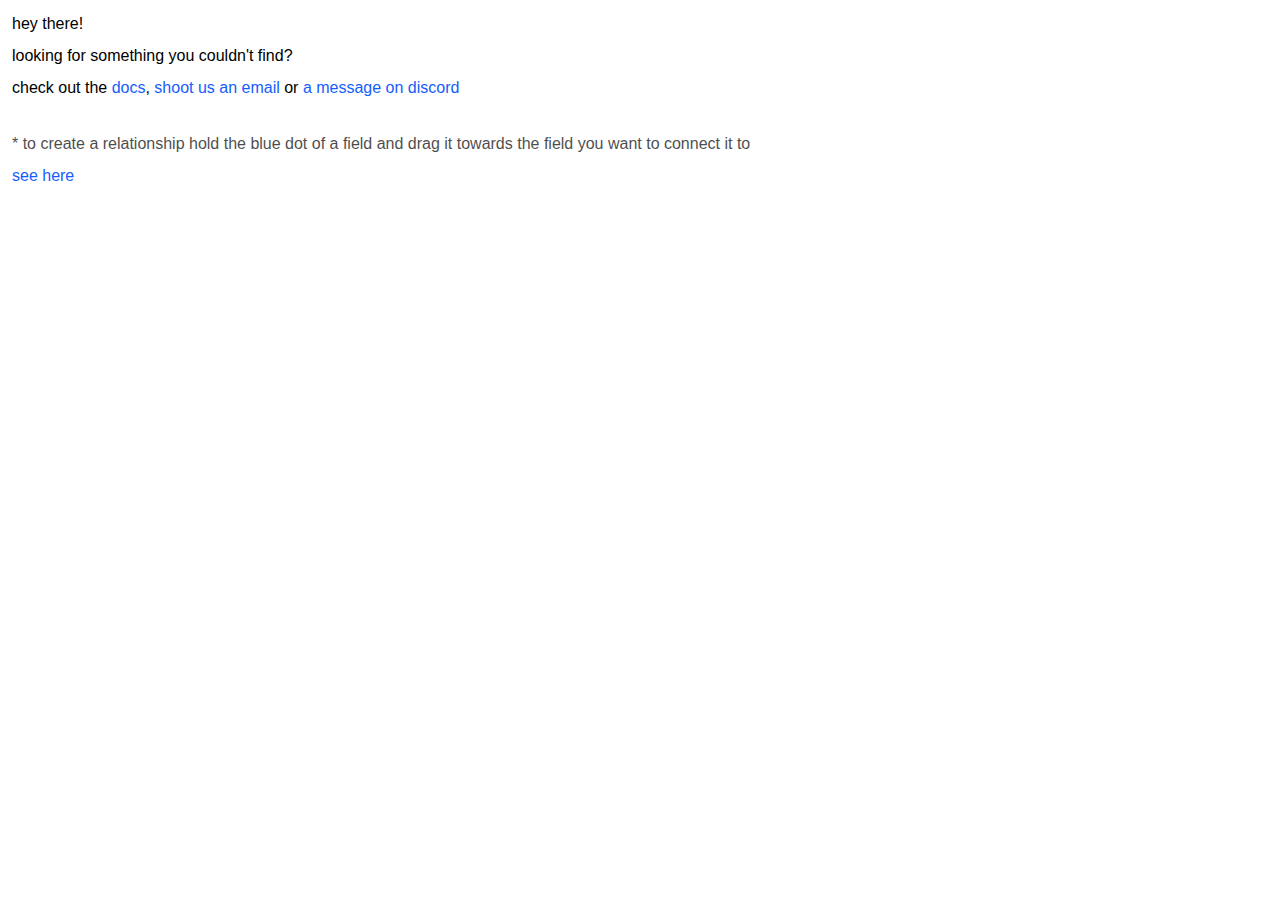 hey there!
looking for something you couldn't find?
check out the docs, shoot us an email or a message on discord
* to create a relationship hold the blue dot of a field and drag it towards the field you want to connect it to
see here